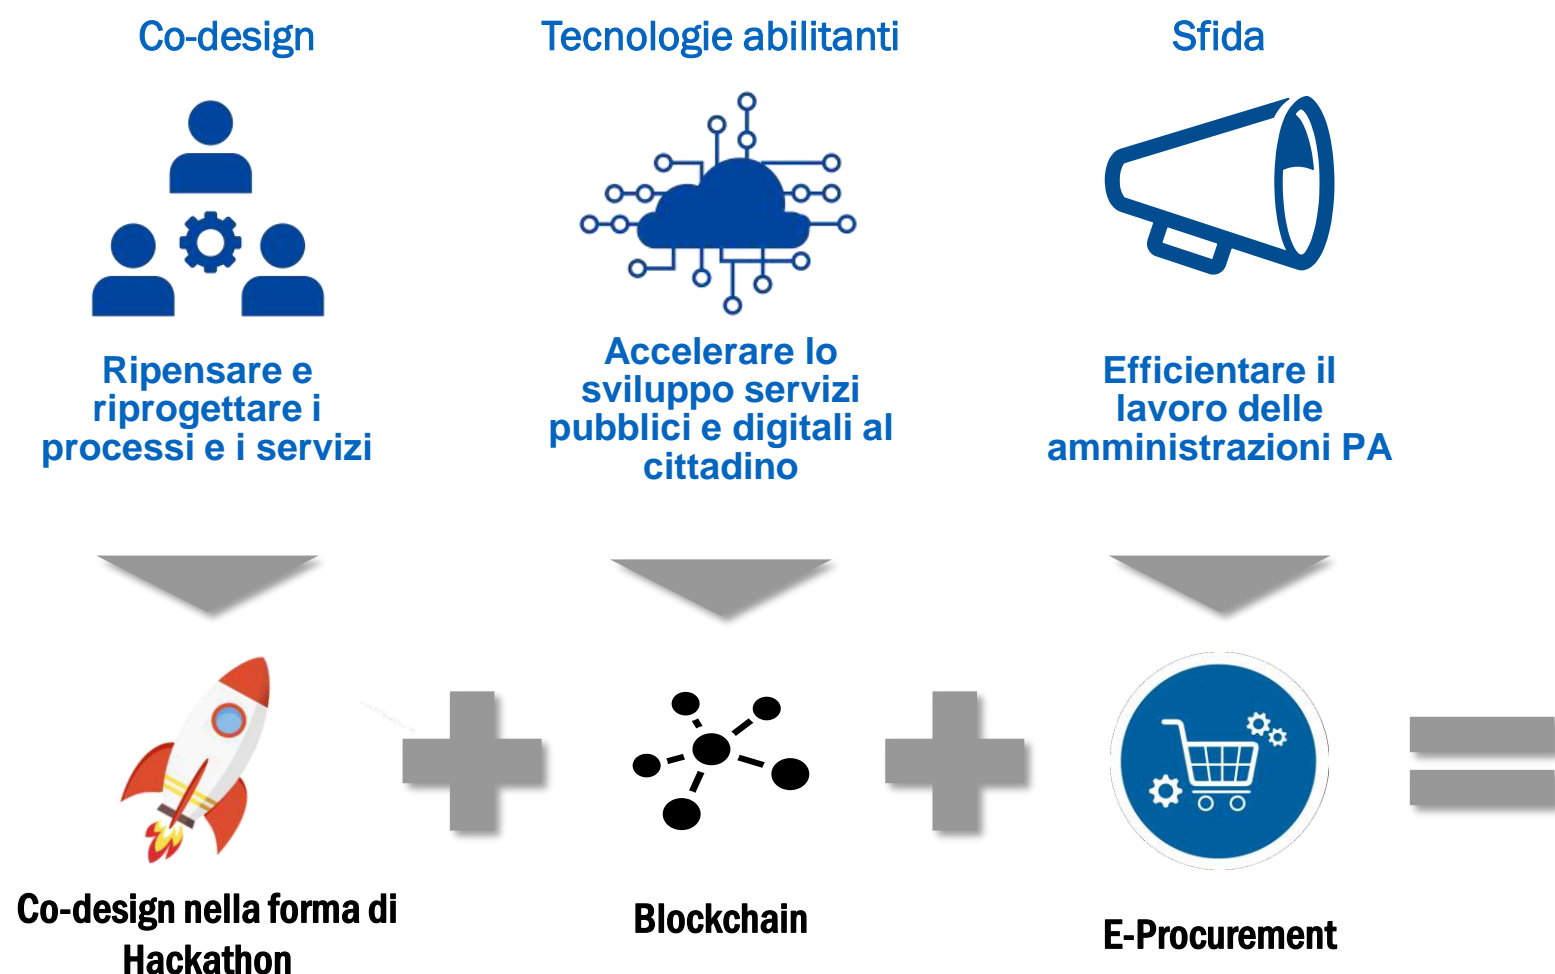 Co-design
Tecnologie abilitanti
Sfida
Ripensare e
riprogettare i
processi e i servizi
Accelerare lo
sviluppo servizi
pubblici e digitali al
cittadino
Efficientare il
lavoro delle
amministrazioni PA
Co-design nella forma di
Hackathon
Blockchain
E-Procurement